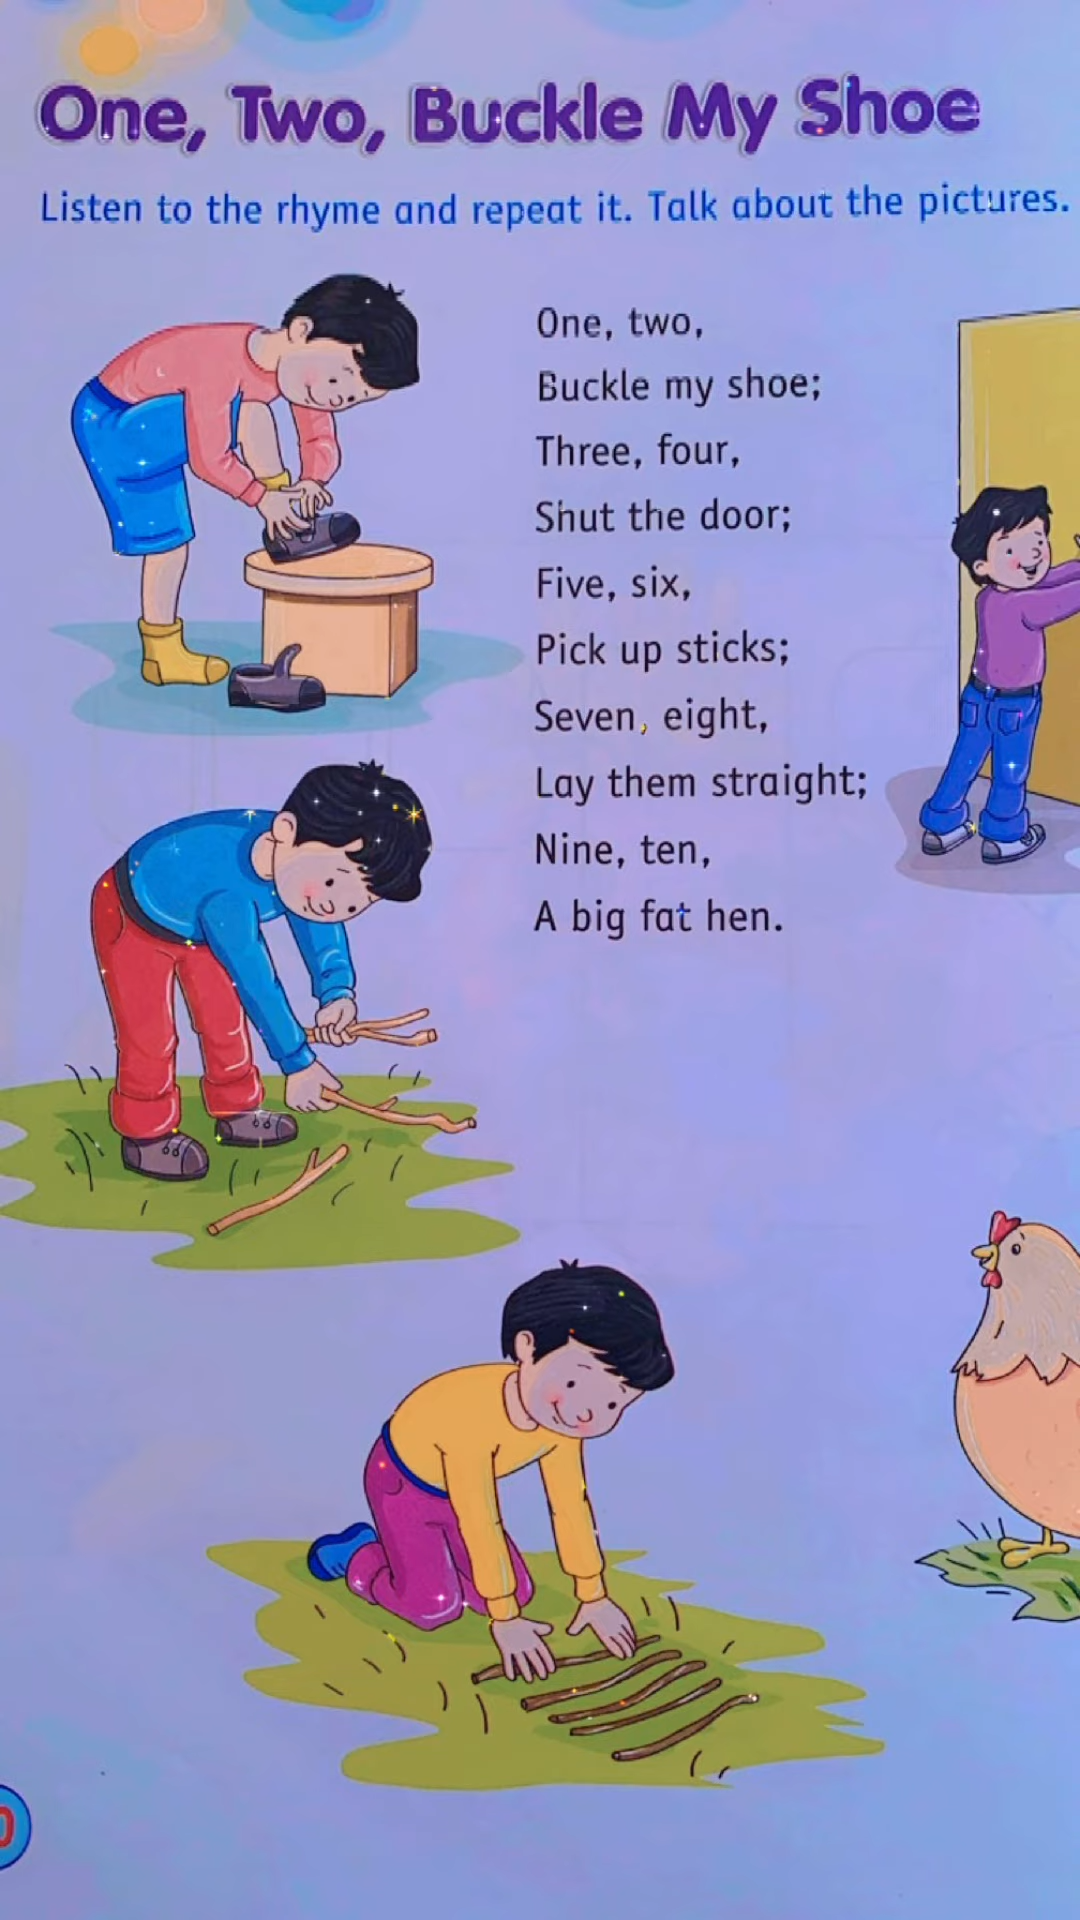 One, Two, Buckle My Shoe
Listen to the rhyme and repeat it. Talk about the pictures.
One, two,
Buckle my shoe;
Three, four,
Shut the door;
Five, six,
Pick up sticks;
Seven, eight,
Lay them straight;
Nine, ten,
A big fat hen.